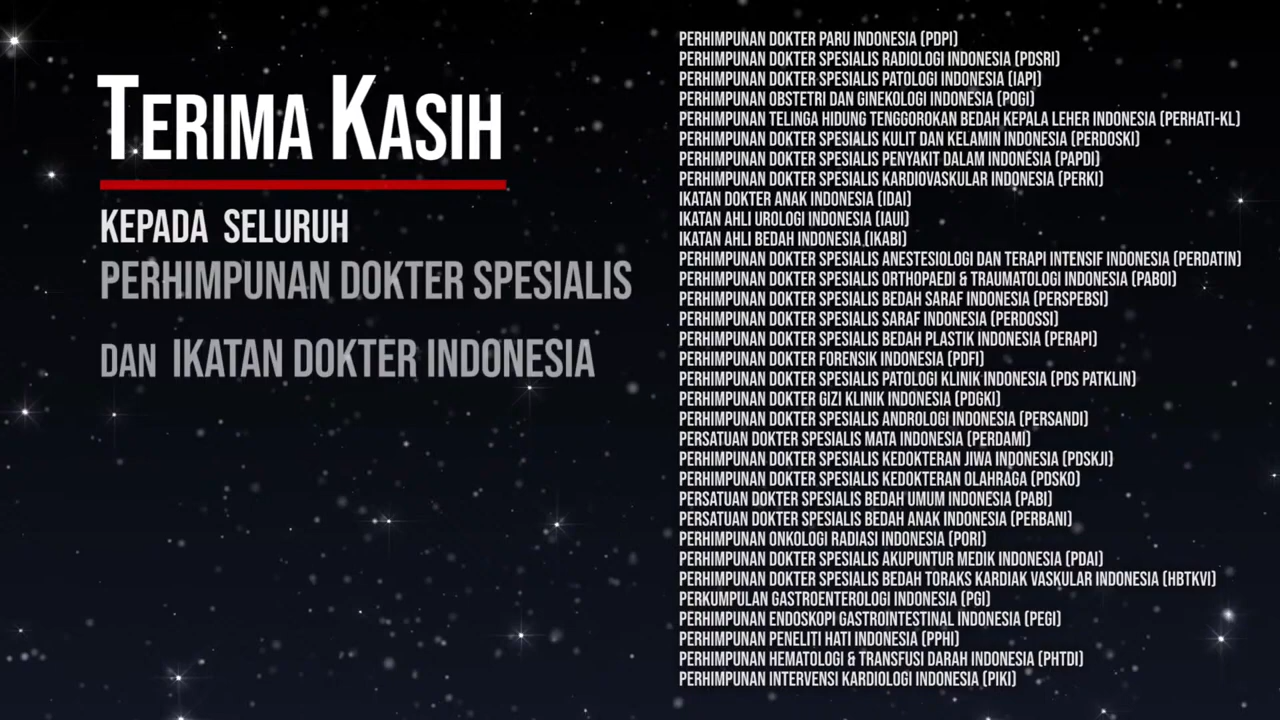 TERIMA KASIH
KEPADA SELURUH
PERHIMPUNAN DOKTER SPESIALIS
DAN IKATAN DOKTER INDONESIA
PERHIMPUNAN DOKTER PARU INDONESIA (PDPI)
PERHIMPUNAN DOKTER SPESIALIS RADIOLOGI INDONESIA (PDSRI)
PERHIMPUNAN DOKTER SPESIALIS PATOLOGI INDONESIA (IAPI)
PERHIMPUNAN OBSTETRI DAN GINEKOLOGI INDONESIA (POGI)
PERHIMPUNAN TELINGA HIDUNG TENGGOROKAN BEDAH KEPALA LEHER INDONESIA (PERHATI-KL)
PERHIMPUNAN DOKTER SPESIALIS KULIT DAN KELAMIN INDONESIA (PERDOSKI)
PERHIMPUNAN DOKTER SPESIALIS PENYAKIT DALAM INDONESIA (PAPDI)
PERHIMPUNAN DOKTER SPESIALIS KARDIOVASKULAR INDONESIA (PERKI)
IKATAN DOKTER ANAK INDONESIA (IDAI)
IKATAN AHLI UROLOGI INDONESIA (IAUI)
IKATAN AHLI BEDAH INDONESIA (IKABI)
PERHIMPUNAN DOKTER SPESIALIS ANESTESIOLOGI DAN TERAPI INTENSIF INDONESIA (PERDATIN)
PERHIMPUNAN DOKTER SPESIALIS ORTHOPAEDI & TRAUMATOLOGI INDONESIA (PABOI)
PERHIMPUNAN DOKTER SPESIALIS BEDAH SARAF INDONESIA (PERSPEBSI)
PERHIMPUNAN DOKTER SPESIALIS SARAF INDONESIA (PERDOSSI)
PERHIMPUNAN DOKTER SPESIALIS BEDAH PLASTIK INDONESIA (PERAPI)
PERHIMPUNAN DOKTER FORENSIK INDONESIA (PDFI)
PERHIMPUNAN DOKTER SPESIALIS PATOLOGI KLINIK INDONESIA (PDS PATKLIN)
PERHIMPUNAN DOKTER GIZI KLINIK INDONESIA (PDGKI)
PERHIMPUNAN DOKTER SPESIALIS ANDROLOGI INDONESIA (PERSANDI)
PERSATUAN DOKTER SPESIALIS MATA INDONESIA (PERDAMI)
PERHIMPUNAN DOKTER SPESIALIS KEDOKTERAN JIWA INDONESIA (PDSKJI)
PERHIMPUNAN DOKTER SPESIALIS KEDOKTERAN OLAHRAGA (PDSKO)
PERSATUAN DOKTER SPESIALIS BEDAH UMUM INDONESIA (PABI)
PERSATUAN DOKTER SPESIALIS BEDAH ANAK INDONESIA (PERBANI)
PERHIMPUNAN ONKOLOGI RADIASI INDONESIA (PORI)
PERHIMPUNAN DOKTER SPESIALIS AKUPUNTUR MEDIK INDONESIA (PDAI)
PERHIMPUNAN DOKTER SPESIALIS BEDAH TORAKS KARDIAK VASKULAR INDONESIA (HBTKVI)
PERKUMPULAN GASTROENTEROLOGI INDONESIA (PGI)
PERHIMPUNAN ENDOSKOPI GASTROINTESTINAL INDONESIA (PEGI)
PERHIMPUNAN PENELITI HATI INDONESIA (PPHI)
PERHIMPUNAN HEMATOLOGI & TRANSFUSI DARAH INDONESIA (PHTDI)
PERHIMPUNAN INTERVENSI KARDIOLOGI INDONESIA (PIKI)